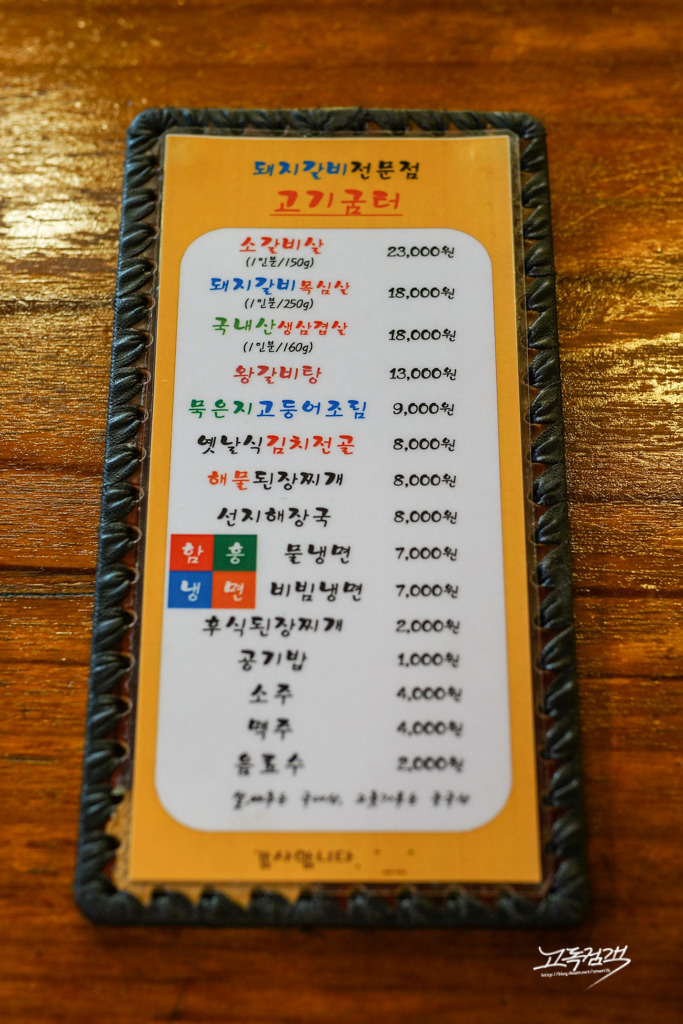 돼지갈비전문점
고기굼터
소갈비살 23,000원
(1인분/150g)
돼지갈비목심살 18,000원
(1인분/250g)
국내산생삼겹살 18,000원
(1인분/160g)
왕갈비탕 13,000원
묵은지고등어조림 9,000원
옛날식김치전골 8,000원
해물된장찌개 8,000원
선지해장국 8,000원
함흥 물냉면 7,000원
냉면 비빔냉면 7,000원
후식된장찌개 2,000원
공기밥 1,000원
소주 4,000원
맥주 4,000원
음료수 2,000원
감사합니다.
고독검객